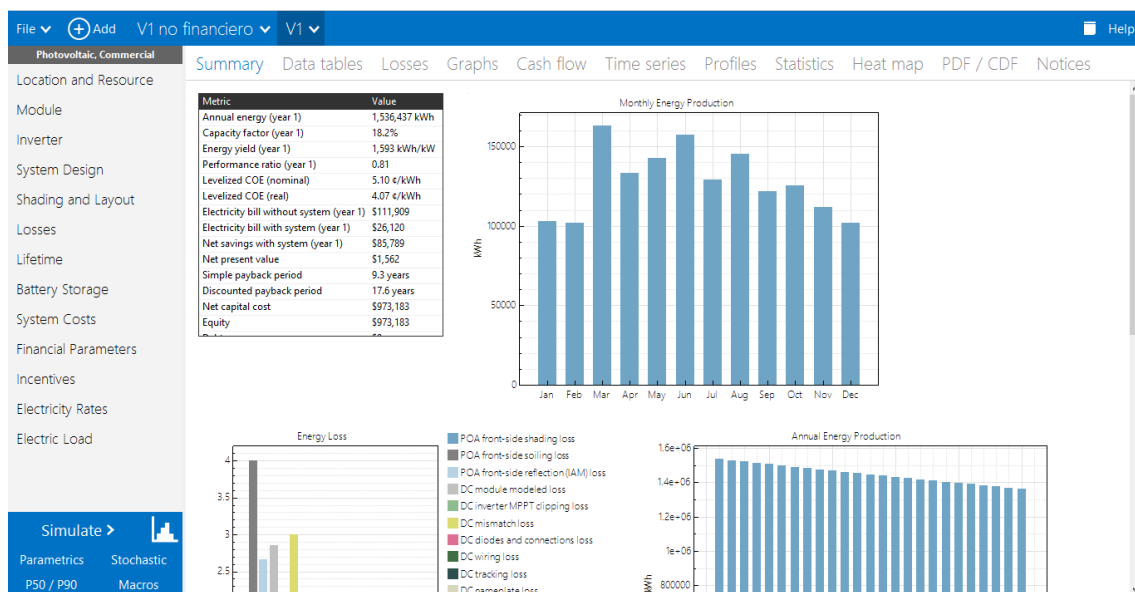 File Add V1 no financiero V1 Help
Photovoltaic, Commercial
Location and Resource
Module
Inverter
System Design
Shading and Layout
Losses
Lifetime
Battery Storage
System Costs
Financial Parameters
Incentives
Electricity Rates
Electric Load
Simulate >
Parametrics Stochastic
P50 / P90 Macros
Summary Data tables Losses Graphs Cash flow Time series Profiles Statistics Heat map PDF / CDF Notices
Metric Value
Annual energy (year 1) 1,536,437 kWh
Capacity factor (year 1) 18.2%
Energy yield (year 1) 1,593 kWh/kW
Performance ratio (year 1) 0.81
Levelized COE (nominal) 5.10 ¢/kWh
Levelized COE (real) 4.07 ¢/kWh
Electricity bill without system (year 1) $111,909
Electricity bill with system (year 1) $26,120
Net savings with system (year 1) $85,789
Net present value $1,562
Simple payback period 9.3 years
Discounted payback period 17.6 years
Net capital cost $973,183
Equity $973,183
Monthly Energy Production
150000
100000
kWh
50000
0
Jan Feb Mar Apr May Jun Jul Aug Sep Oct Nov Dec
Energy Loss
4
3.5
3
2.5
POA front-side shading loss
POA front-side soiling loss
POA front-side reflection (IAM) loss
DC module modeled loss
DC inverter MPPT clipping loss
DC mismatch loss
DC diodes and connections loss
DC wiring loss
DC tracking loss
DC nameplate loss
Annual Energy Production
1.6e+06
1.4e+06
1.2e+06
1e+06
800000
kWh